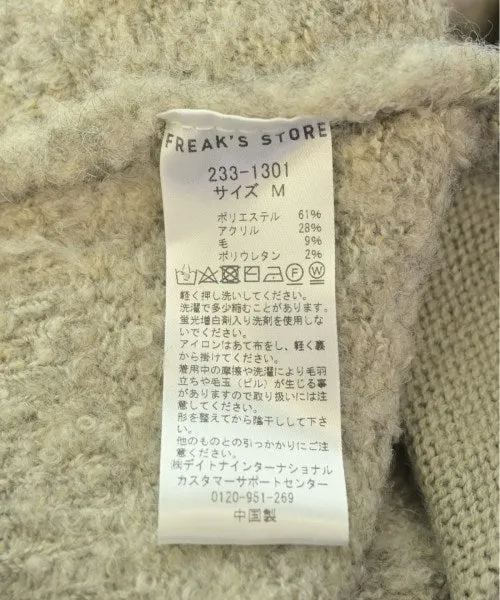 FREAK'S STORE
233-1301
サイズ M
ポリエステル 61%
アクリル 28%
毛 9%
ポリウレタン 2%
軽く押し洗いしてください。
洗濯で多少縮むことがあります。
蛍光増白剤入り洗剤を使用しな
いでください。
アイロンはあて布をし、軽く裏
から掛けてください。
着用中の摩擦や洗濯により毛羽
立ちや毛玉（ピル）が生じる事
がありますので取り扱いには注
意してください。
形を整えてから陰干しして下さ
い。
他のものとの引っかかりにご注
意ください。
㈱デイトナインターナショナル
カスタマーサポートセンター
0120-951-269
中国製